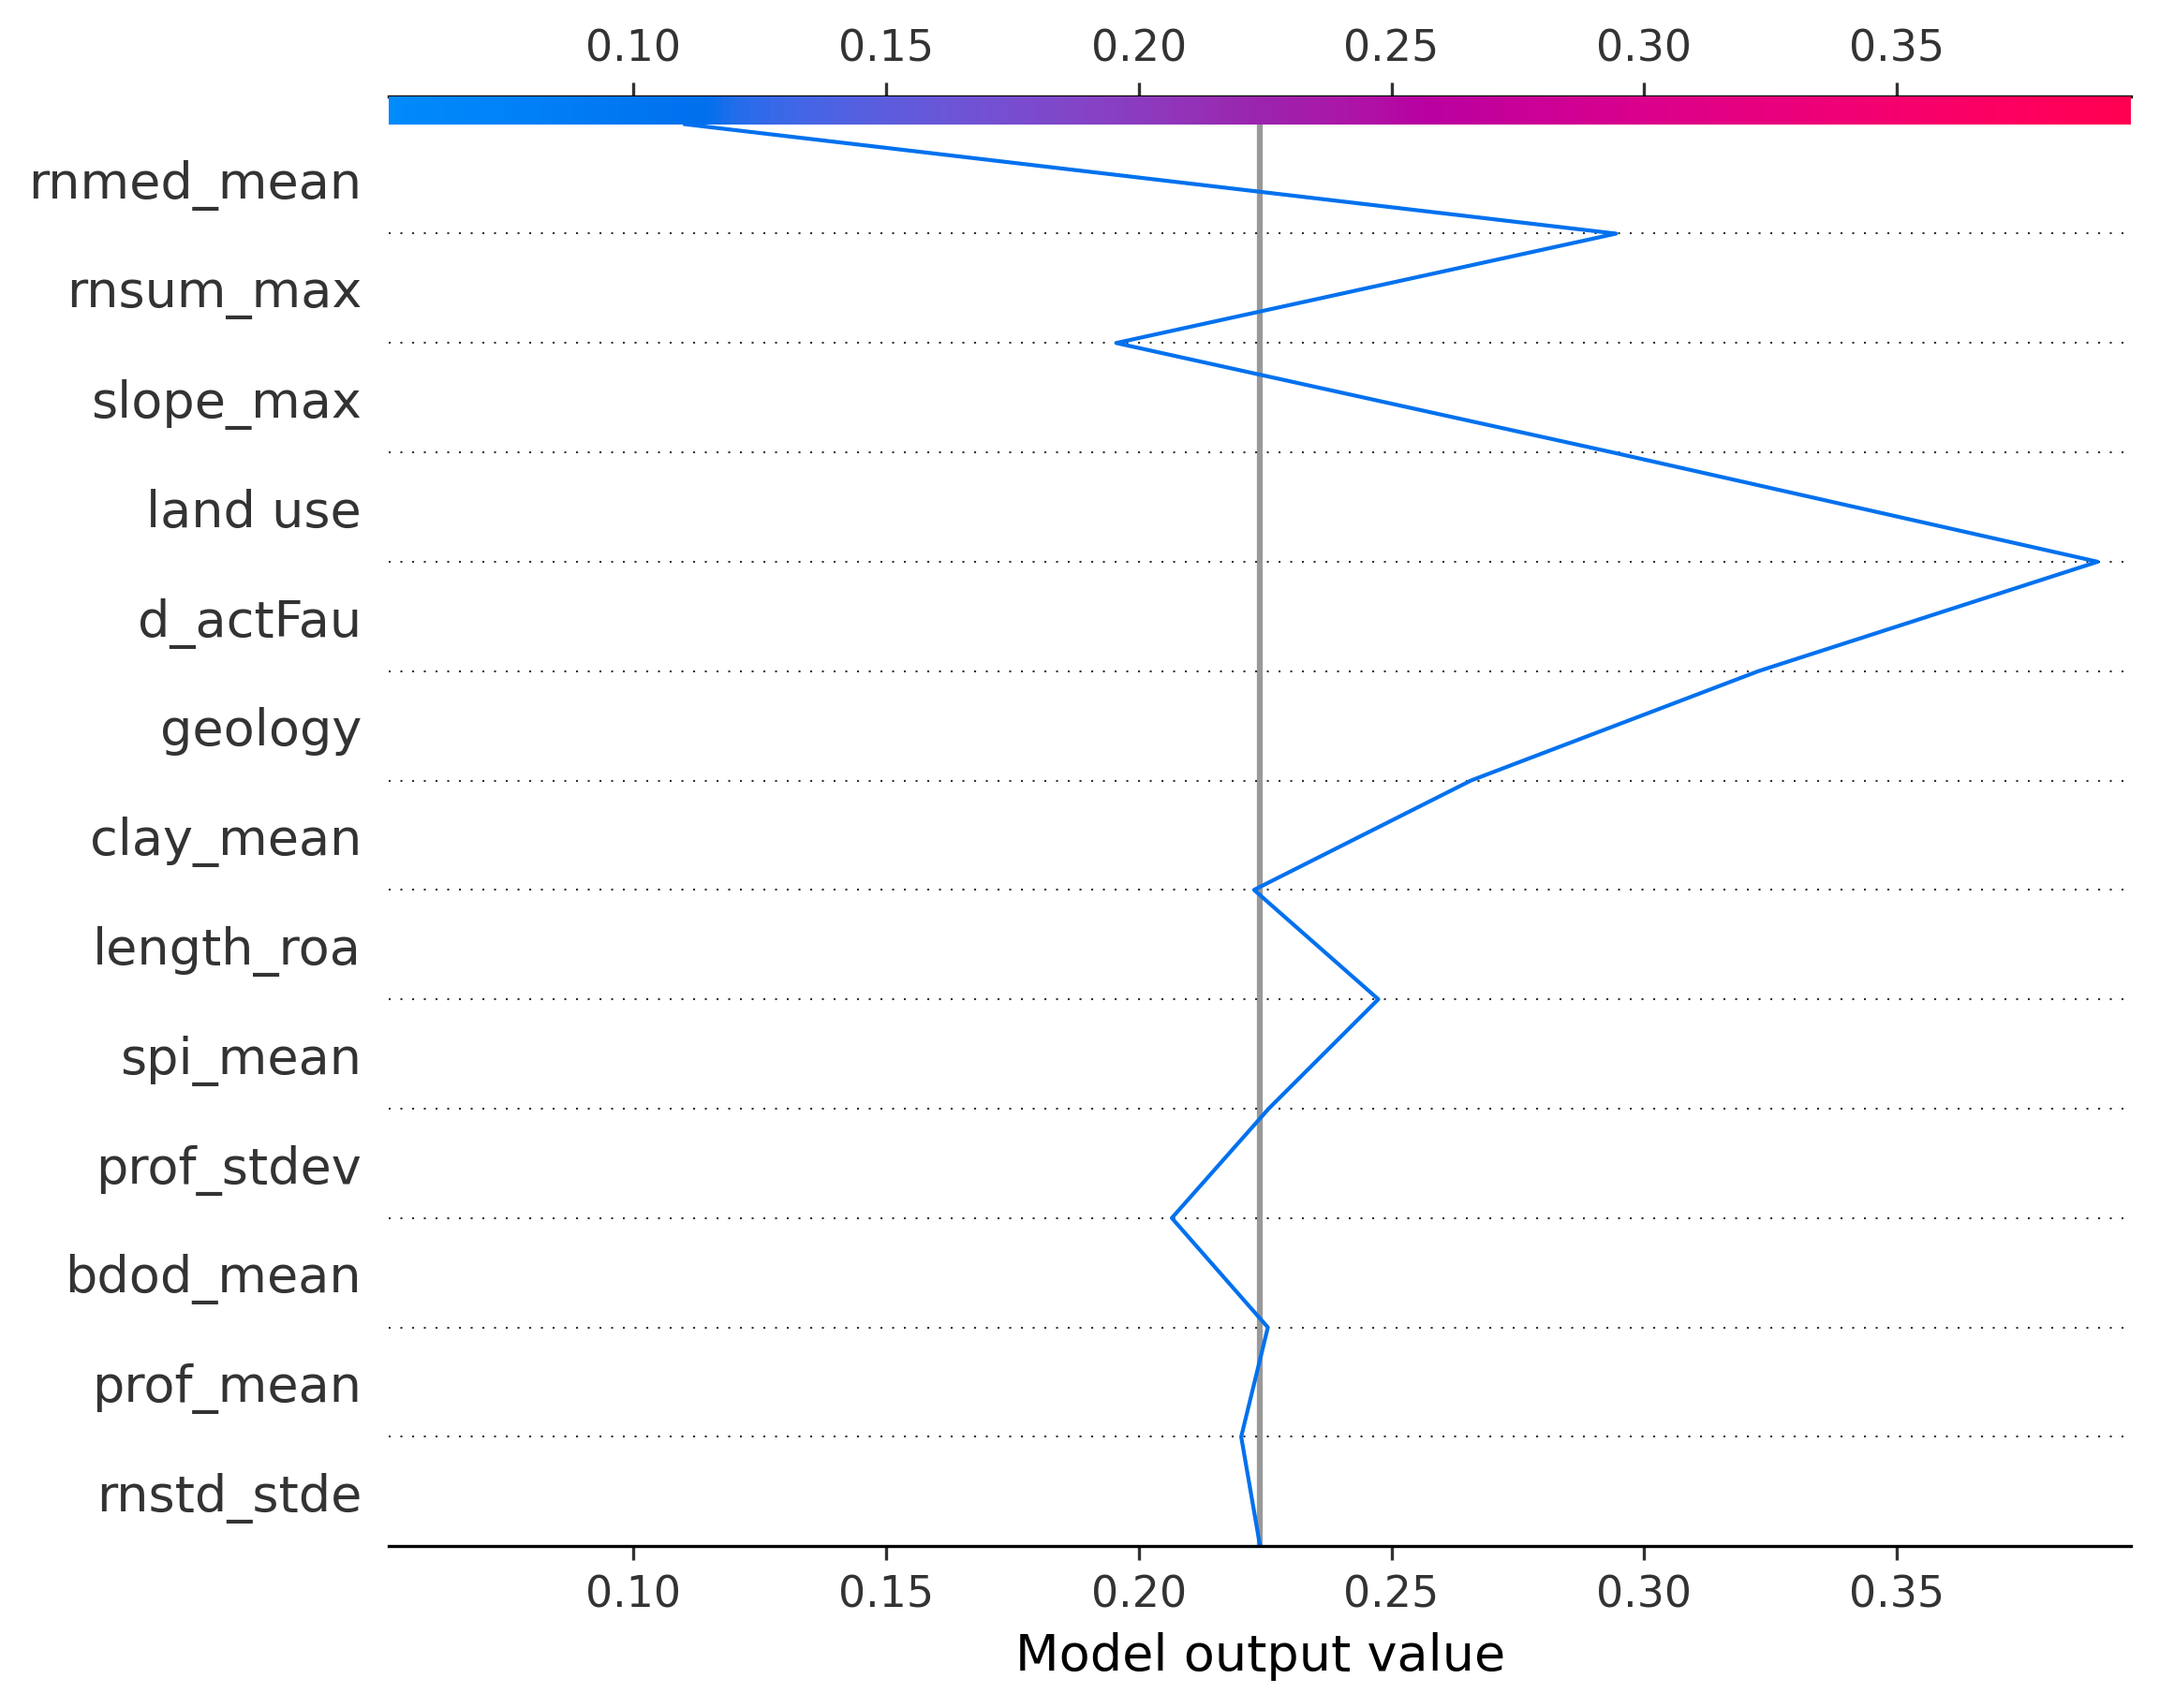 0.10 0.15 0.20 0.25 0.30 0.35
rnmed_mean
rnsum_max
slope_max
land use
d_actFau
geology
clay_mean
length_roa
spi_mean
prof_stdev
bdod_mean
prof_mean
rnstd_stde
0.10 0.15 0.20 0.25 0.30 0.35
Model output value